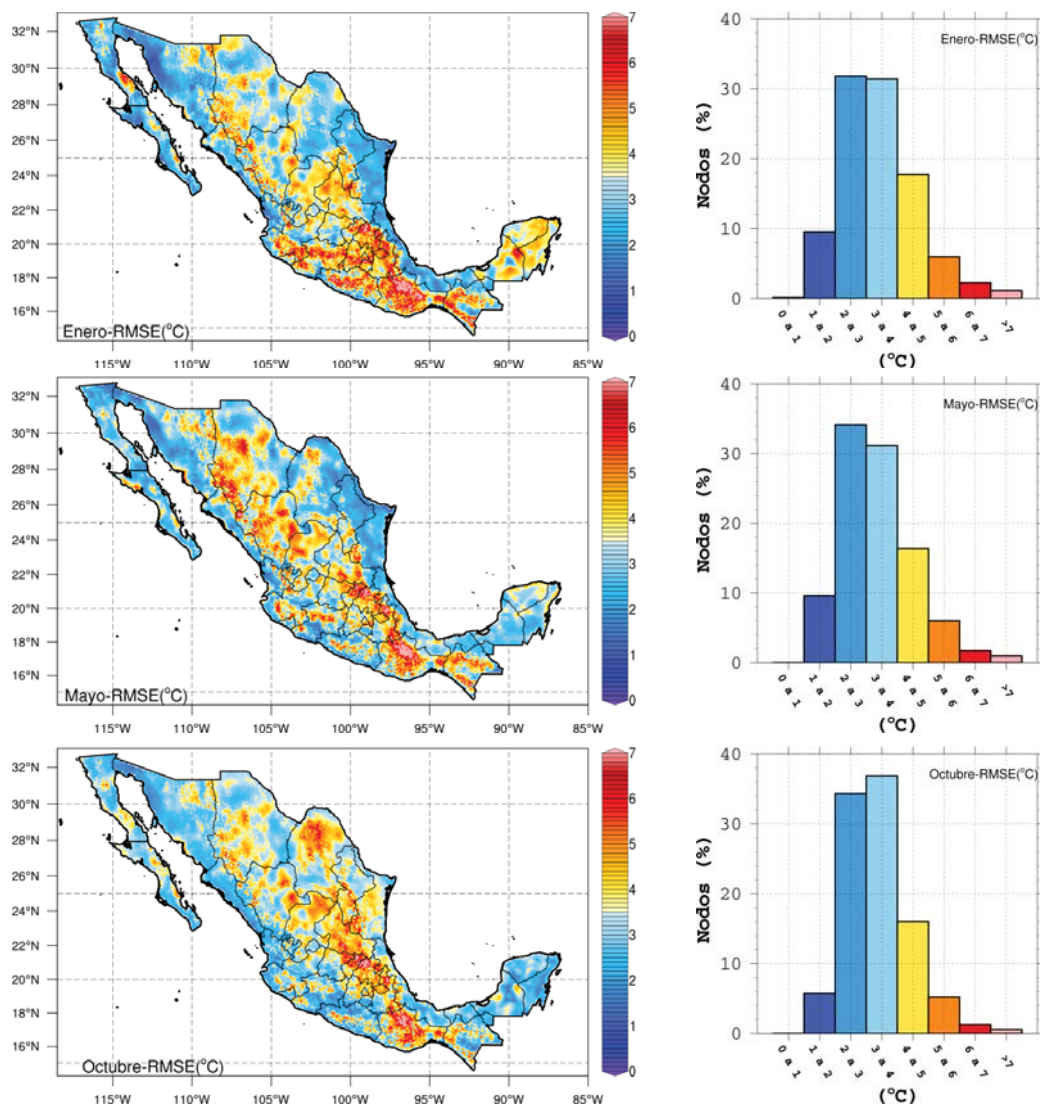 32°N
30°N
28°N
26°N
24°N
22°N
20°N
18°N
16°N
Enero-RMSE(°C)
115°W 110°W 105°W 100°W 95°W 90°W 85°W
7
6
5
4
3
2
1
0
Nodos (%)
40
30
20
10
0
Enero-RMSE(°C)
0 a 1
1 a 2
2 a 3
3 a 4
4 a 5
5 a 6
6 a 7
>7
(°C)
32°N
30°N
28°N
26°N
24°N
22°N
20°N
18°N
16°N
Mayo-RMSE(°C)
115°W 110°W 105°W 100°W 95°W 90°W 85°W
7
6
5
4
3
2
1
0
Nodos (%)
40
30
20
10
0
Mayo-RMSE(°C)
0 a 1
1 a 2
2 a 3
3 a 4
4 a 5
5 a 6
6 a 7
>7
(°C)
32°N
30°N
28°N
26°N
24°N
22°N
20°N
18°N
16°N
Octubre-RMSE(°C)
115°W 110°W 105°W 100°W 95°W 90°W 85°W
7
6
5
4
3
2
1
0
Nodos (%)
40
30
20
10
0
Octubre-RMSE(°C)
0 a 1
1 a 2
2 a 3
3 a 4
4 a 5
5 a 6
6 a 7
>7
(°C)